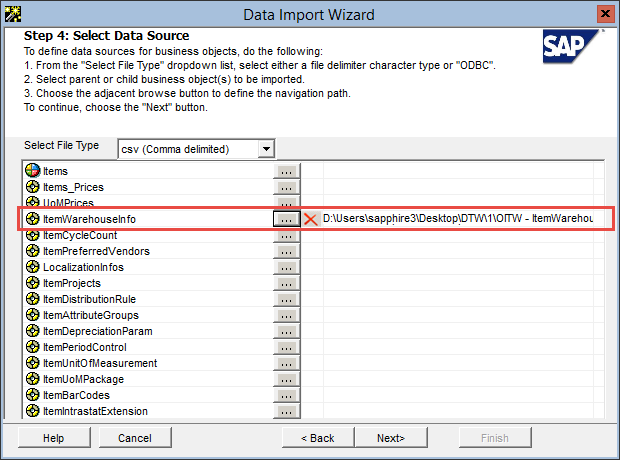 Data Import Wizard
Step 4: Select Data Source
To define data sources for business objects, do the following:
1. From the "Select File Type" dropdown list, select either a file delimiter character type or "ODBC".
2. Select parent or child business object(s) to be imported.
3. Choose the adjacent browse button to define the navigation path.
To continue, choose the "Next" button.
SAP
Select File Type csv (Comma delimited)
Items ...
Items_Prices ...
UoMPrices ...
ItemWarehouseInfo ... D:\Users\sapphire3\Desktop\DTW\1\OITW - ItemWarehou
ItemCycleCount ...
ItemPreferredVendors ...
LocalizationInfos ...
ItemProjects ...
ItemDistributionRule ...
ItemAttributeGroups ...
ItemDepreciationParam ...
ItemPeriodControl ...
ItemUnitOfMeasurement ...
ItemUoMPackage ...
ItemBarCodes ...
ItemIntrastatExtension ...
Help Cancel < Back Next> Finish